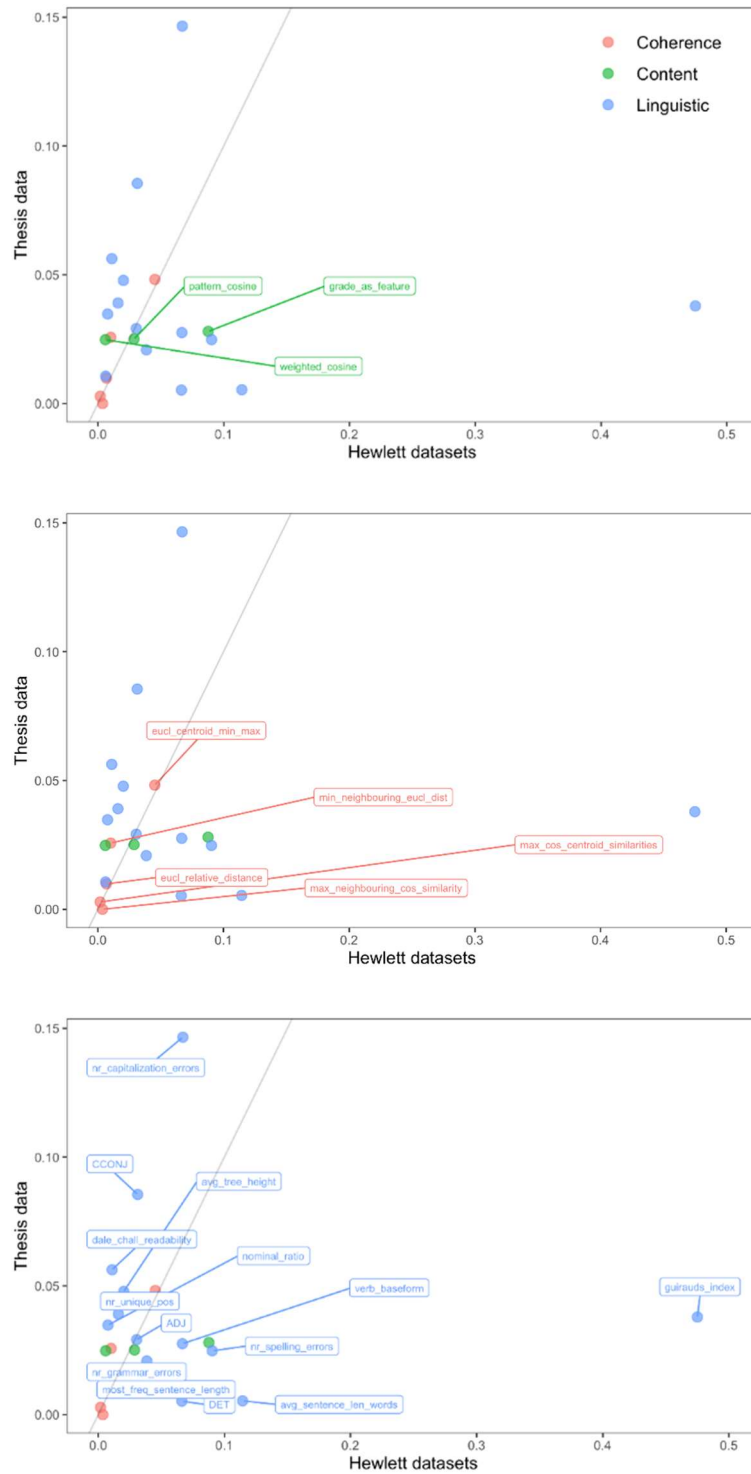 0.15
Coherence
Content
Linguistic
0.10
Thesis data
0.05
pattern_cosine
grade_as_feature
weighted_cosine
0.00
0.0 0.1 0.2 0.3 0.4 0.5
Hewlett datasets
0.15
0.10
Thesis data
eucl_centroid_min_max
0.05
min_neighbouring_eucl_dist
max_cos_centroid_similarities
eucl_relative_distance
max_neighbouring_cos_similarity
0.00
0.0 0.1 0.2 0.3 0.4 0.5
Hewlett datasets
0.15
nr_capitalization_errors
0.10
CCONJ
avg_tree_height
Thesis data
dale_chall_readability
nominal_ratio
0.05
verb_baseform
guirauds_index
nr_unique_pos
ADJ
nr_spelling_errors
nr_grammar_errors
most_freq_sentence_length
DET
avg_sentence_len_words
0.00
0.0 0.1 0.2 0.3 0.4 0.5
Hewlett datasets